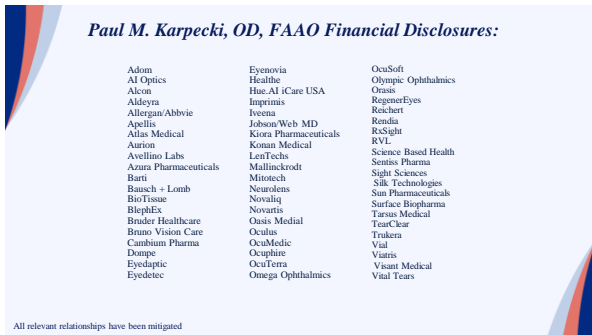 Paul M. Karpecki, OD, FAAO Financial Disclosures:
Adom
AI Optics
Alcon
Aldeyra
Allergan/Abbvie
Apellis
Atlas Medical
Aurion
Avellino Labs
Azura Pharmaceuticals
Barti
Bausch + Lomb
BioTissue
BlephEx
Bruder Healthcare
Bruno Vision Care
Cambium Pharma
Dompe
Eyedaptic
Eyedetec
Eyenovia
Healthe
Hue.AI iCare USA
Imprimis
Iveena
Jobson/Web MD
Kiora Pharmaceuticals
Konan Medical
LenTechs
Mallinckrodt
Mitotech
Neurolens
Novaliq
Novartis
Oasis Medial
Oculus
OcuMedic
Ocuphire
OcuTerra
Omega Ophthalmics
OcuSoft
Olympic Ophthalmics
Orasis
RegenerEyes
Reichert
Rendia
RxSight
RVL
Science Based Health
Sentiss Pharma
Sight Sciences
Silk Technologies
Sun Pharmaceuticals
Surface Biopharma
Tarsus Medical
TearClear
Trukera
Vial
Viatris
Visant Medical
Vital Tears
All relevant relationships have been mitigated